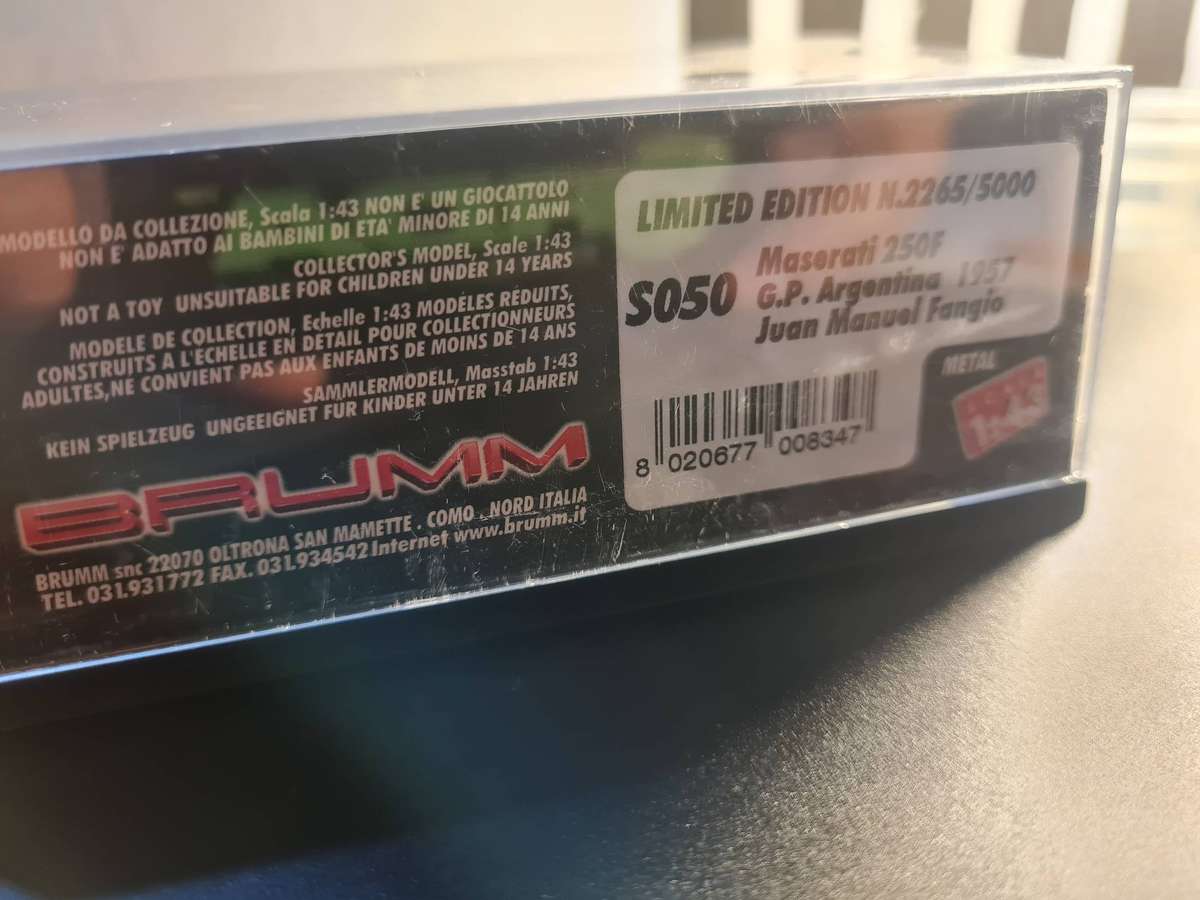 MODELLO DA COLLEZIONE, Scala 1:43 NON E' UN GIOCATTOLO
NON E' ADATTO AI BAMBINI DI ETA' MINORE DI 14 ANNI
COLLECTOR'S MODEL, Scale 1:43
NOT A TOY UNSUITABLE FOR CHILDREN UNDER 14 YEARS
MODELE DE COLLECTION, Echelle 1:43 MODÈLES RÉDUITS,
CONSTRUITS A L'ECHELLE EN DETAIL POUR COLLECTIONNEURS
ADULTES,NE CONVIENT PAS AUX ENFANTS DE MOINS DE 14 ANS
SAMMLERMODELL, Masstab 1:43
KEIN SPIELZEUG UNGEEIGNET FUR KINDER UNTER 14 JAHREN
BRUMM
BRUMM snc 22070 OLTRONA SAN MAMETTE . COMO . NORD ITALIA
TEL. 031.931772 FAX. 031.934542 Internet www.brumm.it
LIMITED EDITION N.2265/5000
S050
Maserati 250F
G.P. Argentina 1957
Juan Manuel Fangio
8 020677 008347
METAL
1:43